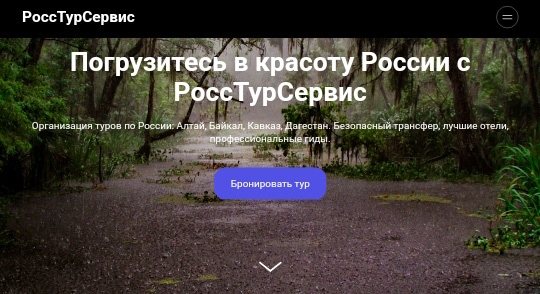 РоссТурСервис
Погрузитесь в красоту России с
РоссТурСервис
Организация туров по России: Алтай, Байкал, Кавказ, Дагестан. Безопасный трансфер, лучшие отели,
профессиональные гиды.
Бронировать тур